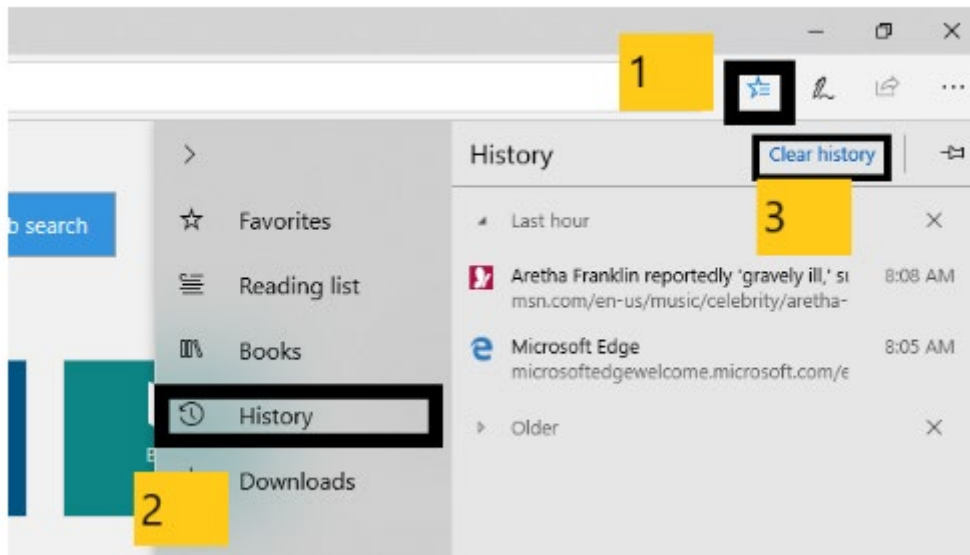 1
History
Clear history
b search
Favorites
Last hour
3
Reading list
Aretha Franklin reportedly 'gravely ill,'
8:08 AM
msn.com/en-us/music/celebrity/aretha-
Books
Microsoft Edge
8:05 AM
microsoftedgewelcome.microsoft.com/e
History
Older
Downloads
2